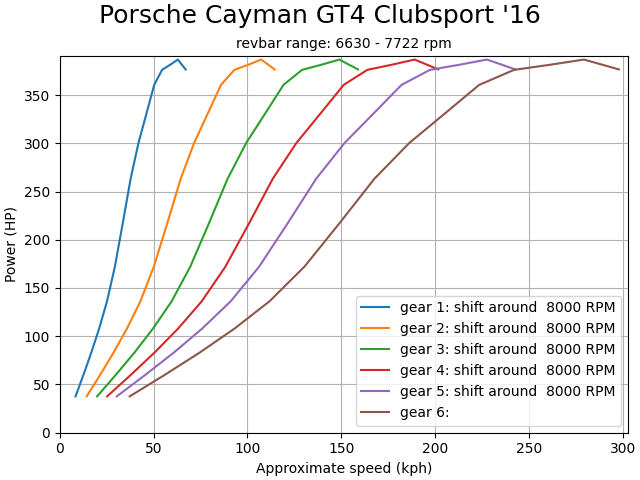 Porsche Cayman GT4 Clubsport '16
revbar range: 6630 - 7722 rpm
Power (HP)
350
300
250
200
150
100
50
0
gear 1: shift around  8000 RPM
gear 2: shift around  8000 RPM
gear 3: shift around  8000 RPM
gear 4: shift around  8000 RPM
gear 5: shift around  8000 RPM
gear 6:
0 50 100 150 200 250 300
Approximate speed (kph)